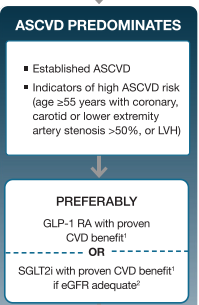 ASCVD PREDOMINATES
▪ Established ASCVD
▪ Indicators of high ASCVD risk
(age ≥55 years with coronary,
carotid or lower extremity
artery stenosis >50%, or LVH)
PREFERABLY
GLP-1 RA with proven
CVD benefit¹
OR
SGLT2i with proven CVD benefit¹
if eGFR adequate²